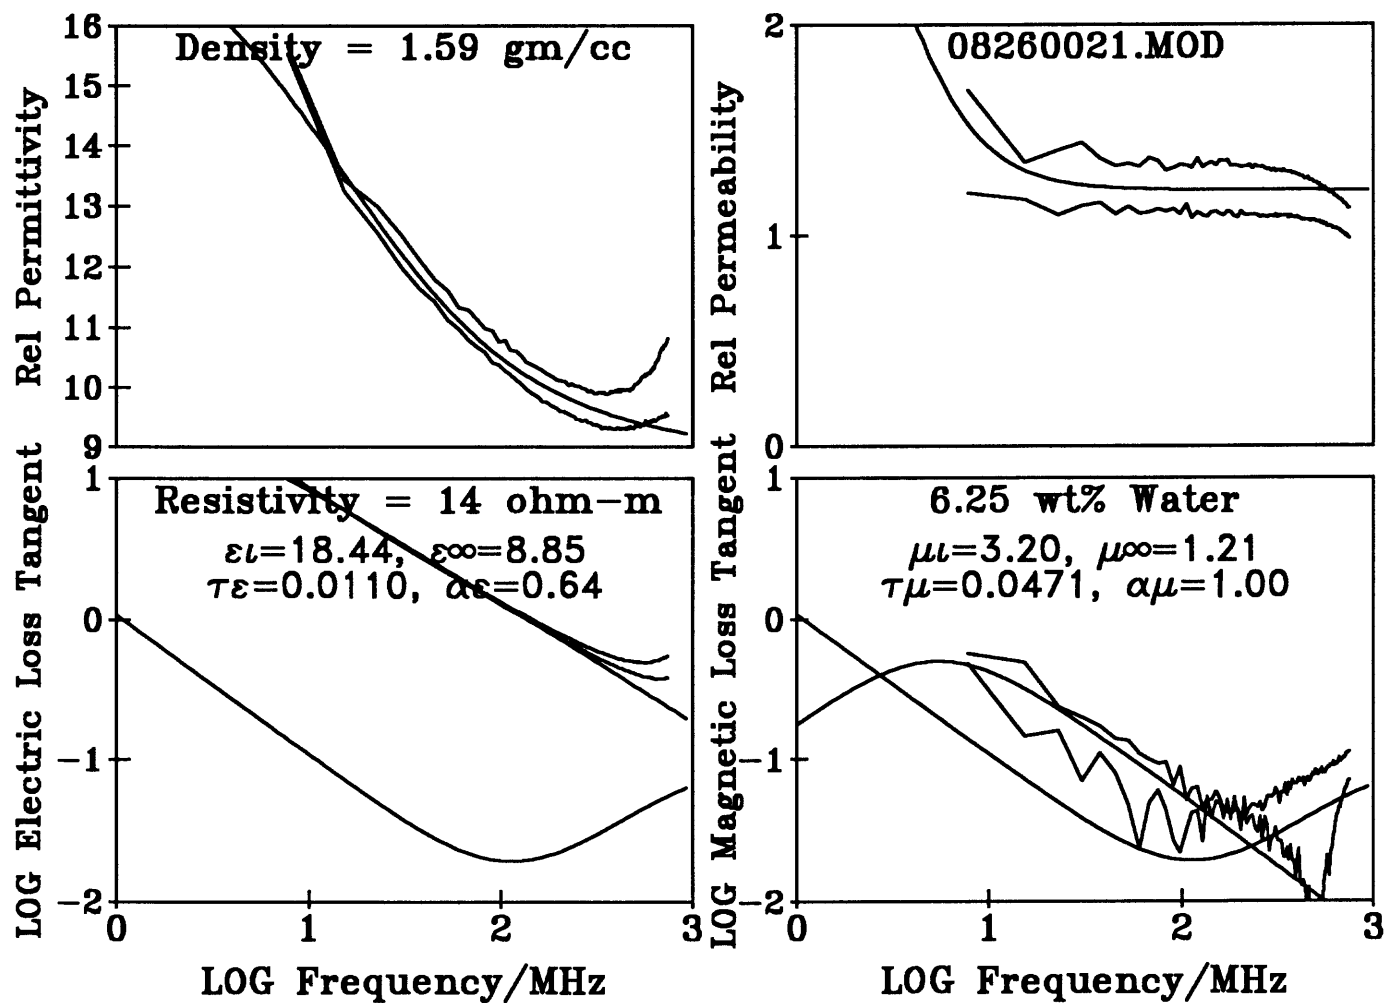 Density = 1.59 gm/cc
16
15
14
13
12
11
10
9
Rel Permittivity
08260021.MOD
2
1
0
Rel Permeability
Resistivity = 14 ohm-m
ει=18.44, ε∞=8.85
τε=0.0110, αε=0.64
1
0
-1
-2
LOG Electric Loss Tangent
0 1 2 3
LOG Frequency/MHz
6.25 wt% Water
μι=3.20, μ∞=1.21
τμ=0.0471, αμ=1.00
1
0
-1
-2
LOG Magnetic Loss Tangent
0 1 2 3
LOG Frequency/MHz